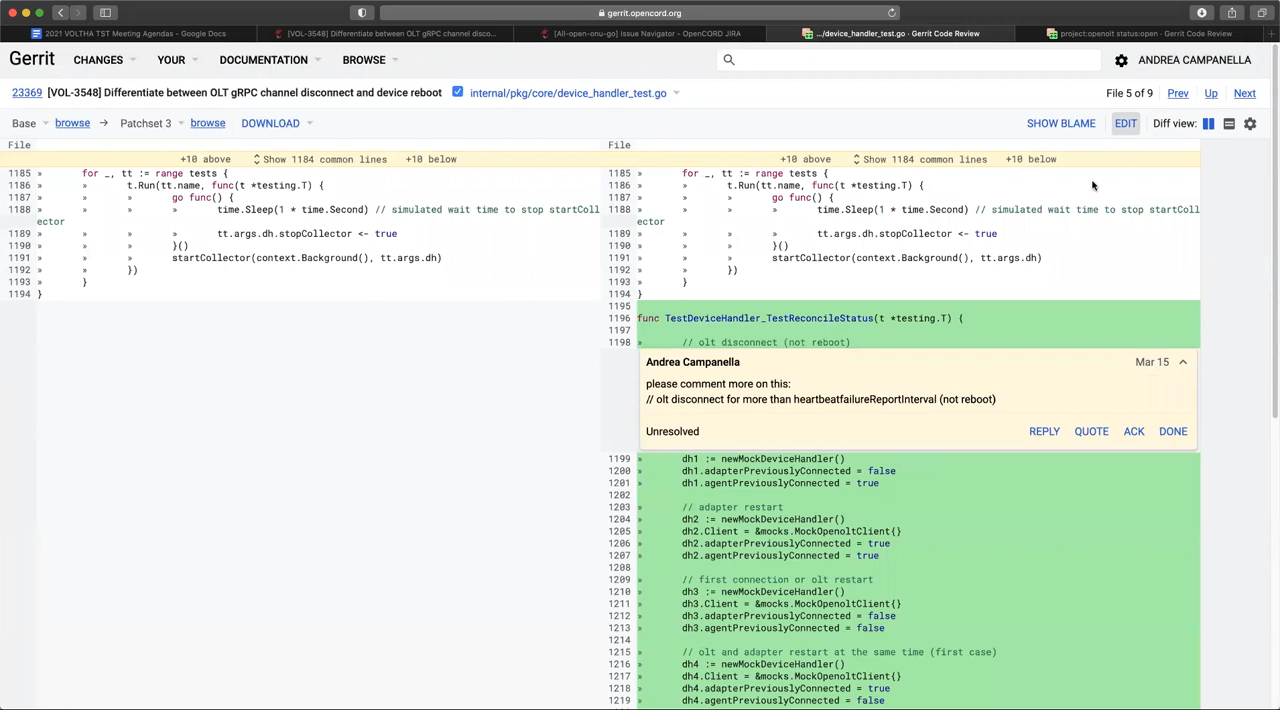 gerrit.opencord.org
2021 VOLTHA TST Meeting Agendas - Google Docs
[VOL-3548] Differentiate between OLT gRPC channel disco...
[All-open-onu-go] Issue Navigator - OpenCORD JIRA
.../device_handler_test.go · Gerrit Code Review
project:openolt status:open · Gerrit Code Review
Gerrit CHANGES YOUR DOCUMENTATION BROWSE ANDREA CAMPANELLA
23369 [VOL-3548] Differentiate between OLT gRPC channel disconnect and device reboot internal/pkg/core/device_handler_test.go File 5 of 9 Prev Up Next
Base browse → Patchset 3 browse DOWNLOAD SHOW BLAME EDIT Diff view:
File
+10 above Show 1184 common lines +10 below
1185 » for _, tt := range tests {
1186 » » t.Run(tt.name, func(t *testing.T) {
1187 » » » go func() {
1188 » » » » time.Sleep(1 * time.Second) // simulated wait time to stop startColl
ector
1189 » » » » tt.args.dh.stopCollector <- true
1190 » » » }()
1191 » » » startCollector(context.Background(), tt.args.dh)
1192 » » })
1193 » }
1194 }
File
+10 above Show 1184 common lines +10 below
1185 » for _, tt := range tests {
1186 » » t.Run(tt.name, func(t *testing.T) {
1187 » » » go func() {
1188 » » » » time.Sleep(1 * time.Second) // simulated wait time to stop startColl
ector
1189 » » » » tt.args.dh.stopCollector <- true
1190 » » » }()
1191 » » » startCollector(context.Background(), tt.args.dh)
1192 » » })
1193 » }
1194 }
1195
1196 func TestDeviceHandler_TestReconcileStatus(t *testing.T) {
1197
1198 » // olt disconnect (not reboot)
Andrea Campanella Mar 15
please comment more on this:
// olt disconnect for more than heartbeatfailureReportInterval (not reboot)
Unresolved REPLY QUOTE ACK DONE
1199 » dh1 := newMockDeviceHandler()
1200 » dh1.adapterPreviouslyConnected = false
1201 » dh1.agentPreviouslyConnected = true
1202
1203 » // adapter restart
1204 » dh2 := newMockDeviceHandler()
1205 » dh2.Client = &mocks.MockOpenoltClient{}
1206 » dh2.adapterPreviouslyConnected = true
1207 » dh2.agentPreviouslyConnected = true
1208
1209 » // first connection or olt restart
1210 » dh3 := newMockDeviceHandler()
1211 » dh3.Client = &mocks.MockOpenoltClient{}
1212 » dh3.adapterPreviouslyConnected = false
1213 » dh3.agentPreviouslyConnected = false
1214
1215 » // olt and adapter restart at the same time (first case)
1216 » dh4 := newMockDeviceHandler()
1217 » dh4.Client = &mocks.MockOpenoltClient{}
1218 » dh4.adapterPreviouslyConnected = true
1219 » dh4.agentPreviouslyConnected = false